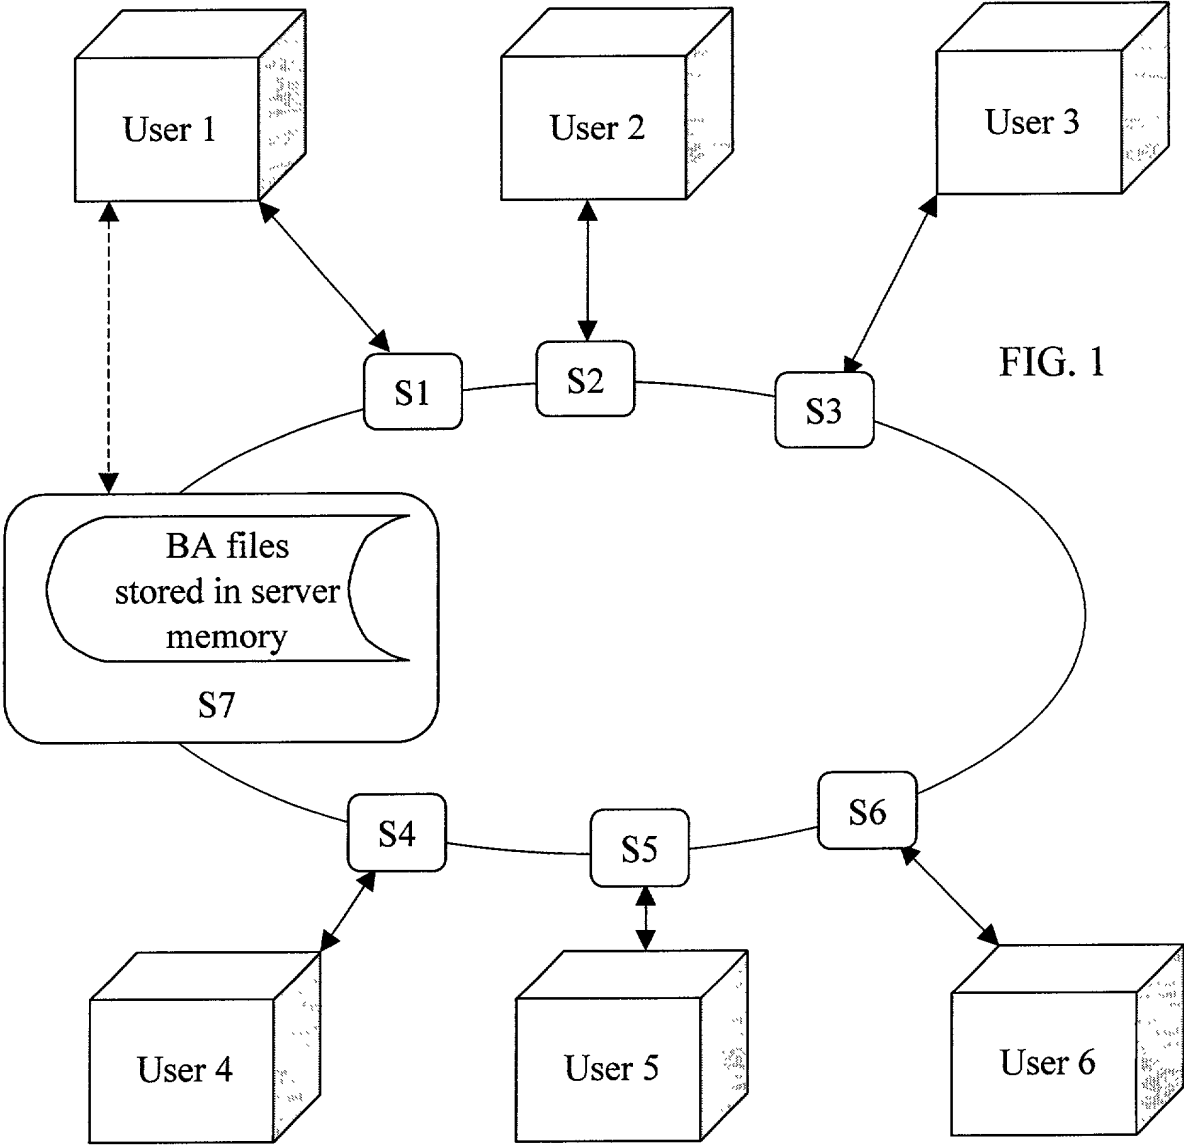 User 1
User 2
User 3
FIG. 1
S1
S2
S3
BA files
stored in server
memory
S7
S4
S5
S6
User 4
User 5
User 6